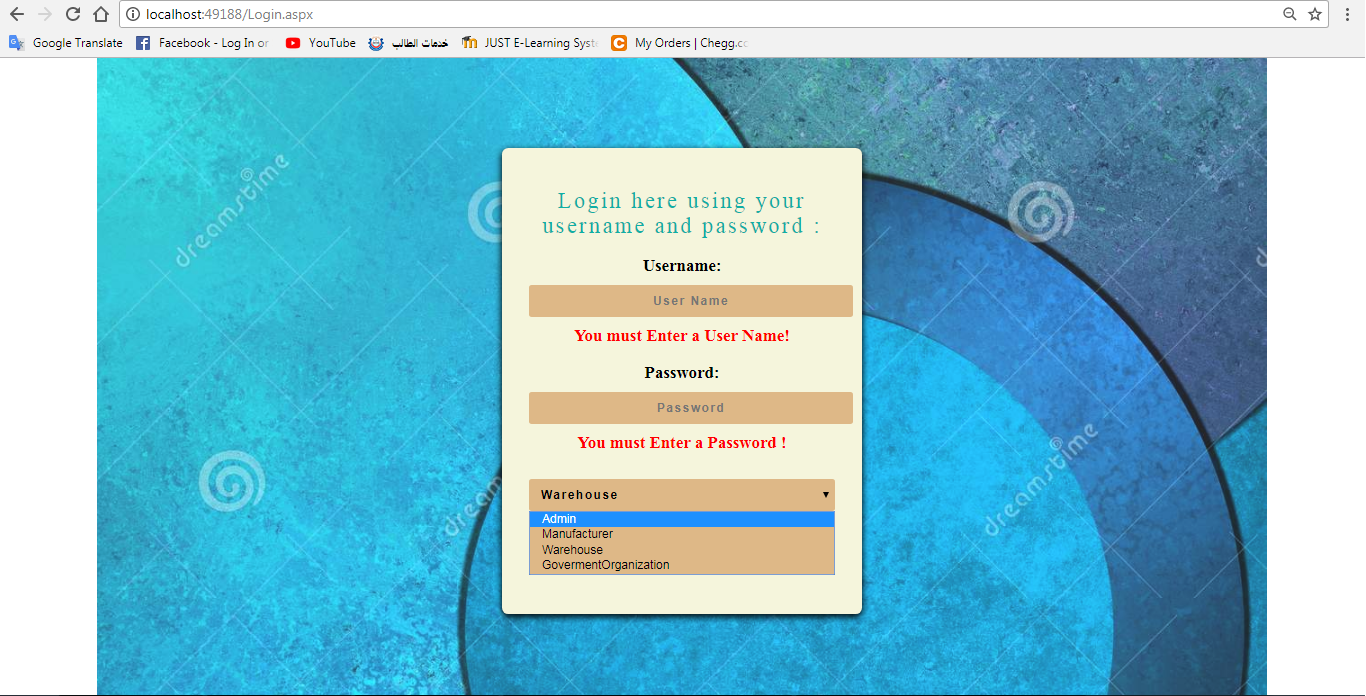 localhost:49188/Login.aspx
Google Translate
Facebook - Log In or
YouTube
خدمات الطالب
JUST E-Learning Syste
My Orders | Chegg.co
Login here using your
username and password :
Username:
User Name
You must Enter a User Name!
Password:
Password
You must Enter a Password !
Warehouse
Admin
Manufacturer
Warehouse
GovermentOrganization
dreamstime
dreamstime
dreamstime